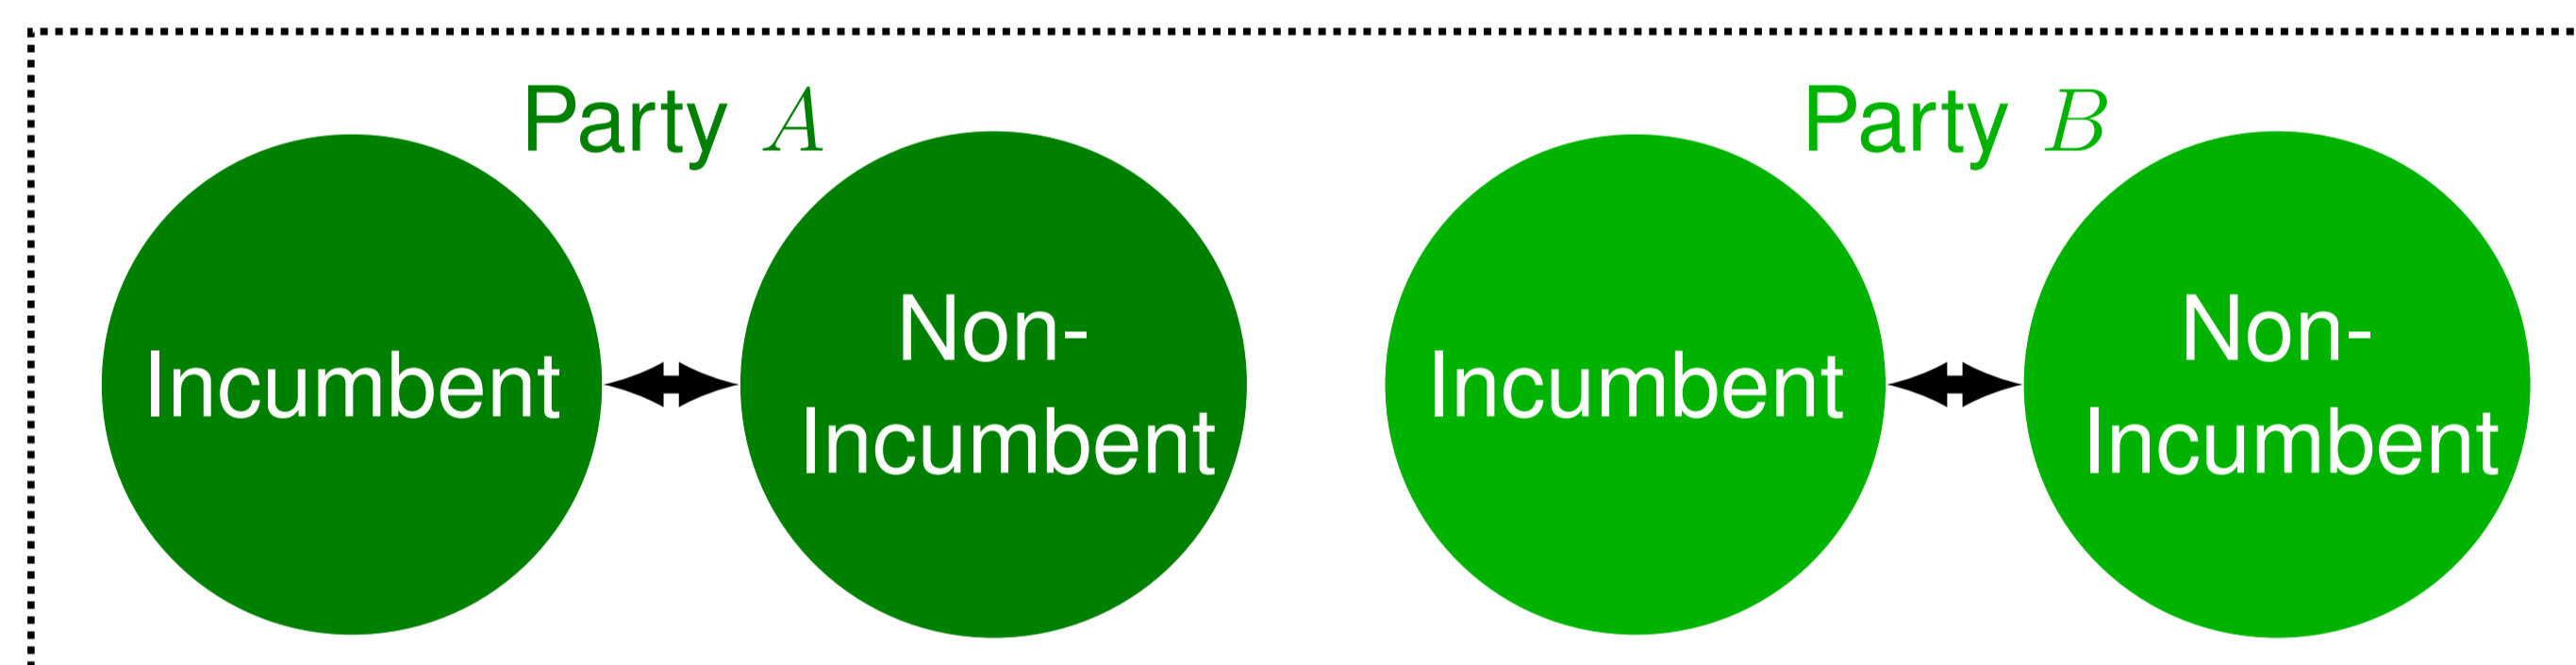 Party A
Incumbent
Non-
Incumbent
Party B
Incumbent
Non-
Incumbent